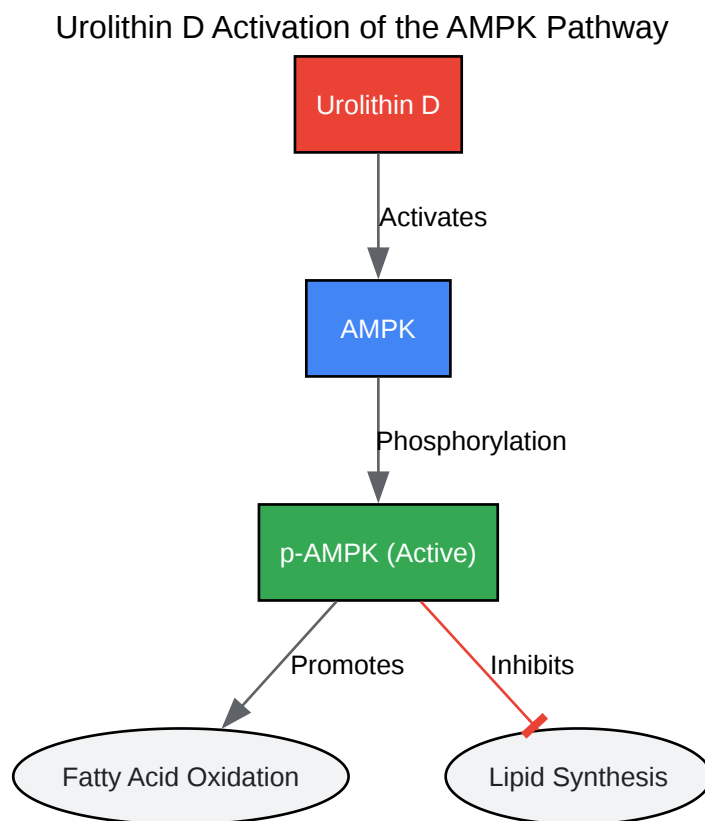 Urolithin D Activation of the AMPK Pathway
Urolithin D
Activates
AMPK
Phosphorylation
p-AMPK (Active)
Promotes
Inhibits
Fatty Acid Oxidation
Lipid Synthesis